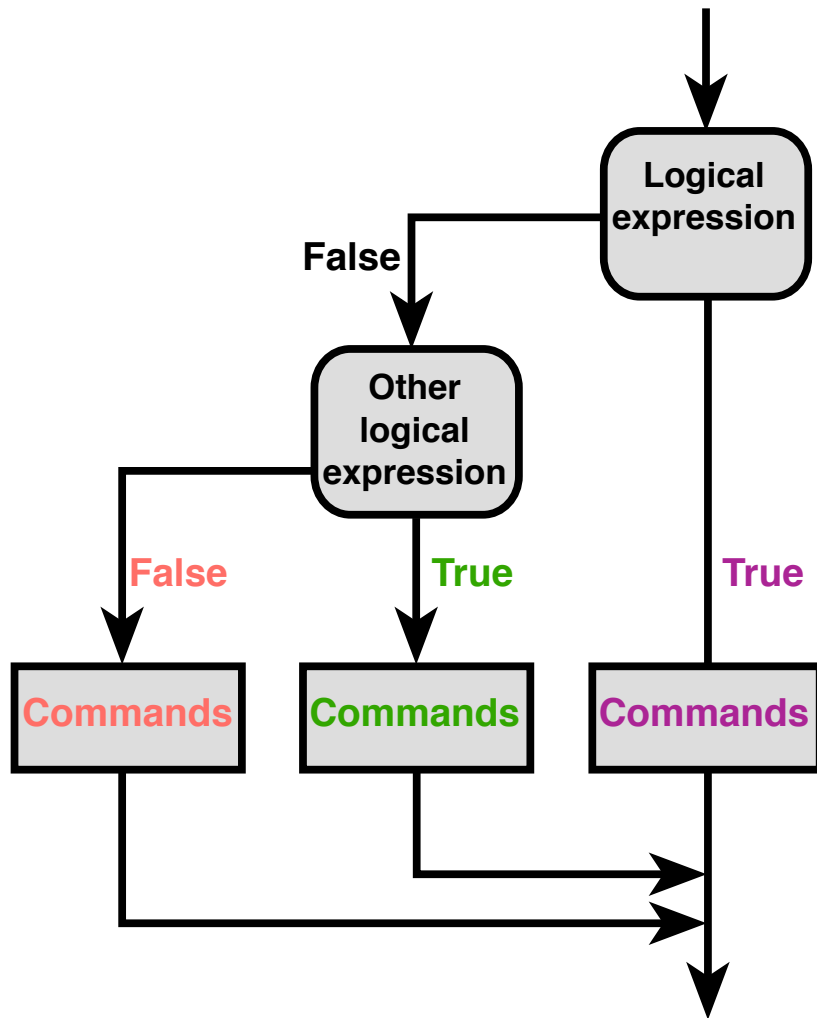 Logical
expression
False
Other
logical
expression
False
True
True
Commands
Commands
Commands